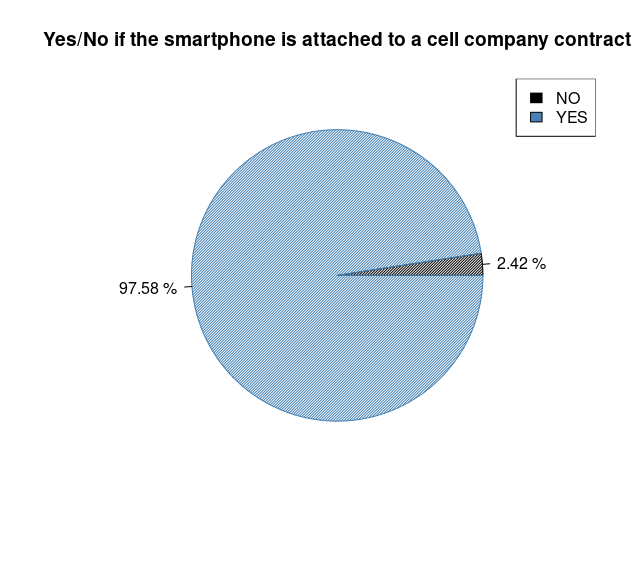 Yes/No if the smartphone is attached to a cell company contract
NO
YES
2.42 %
97.58 %